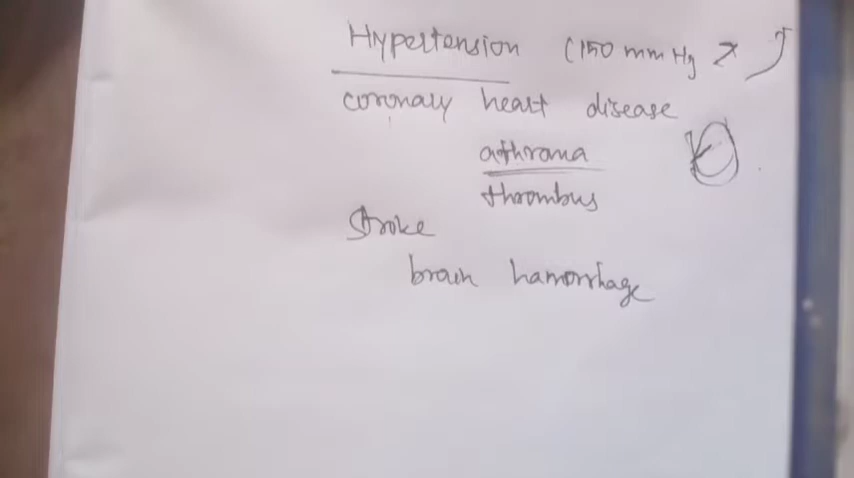 Hypertension (150 mm Hg
coronary heart disease
athroma
thrombus
Stroke
brain hamorrhage